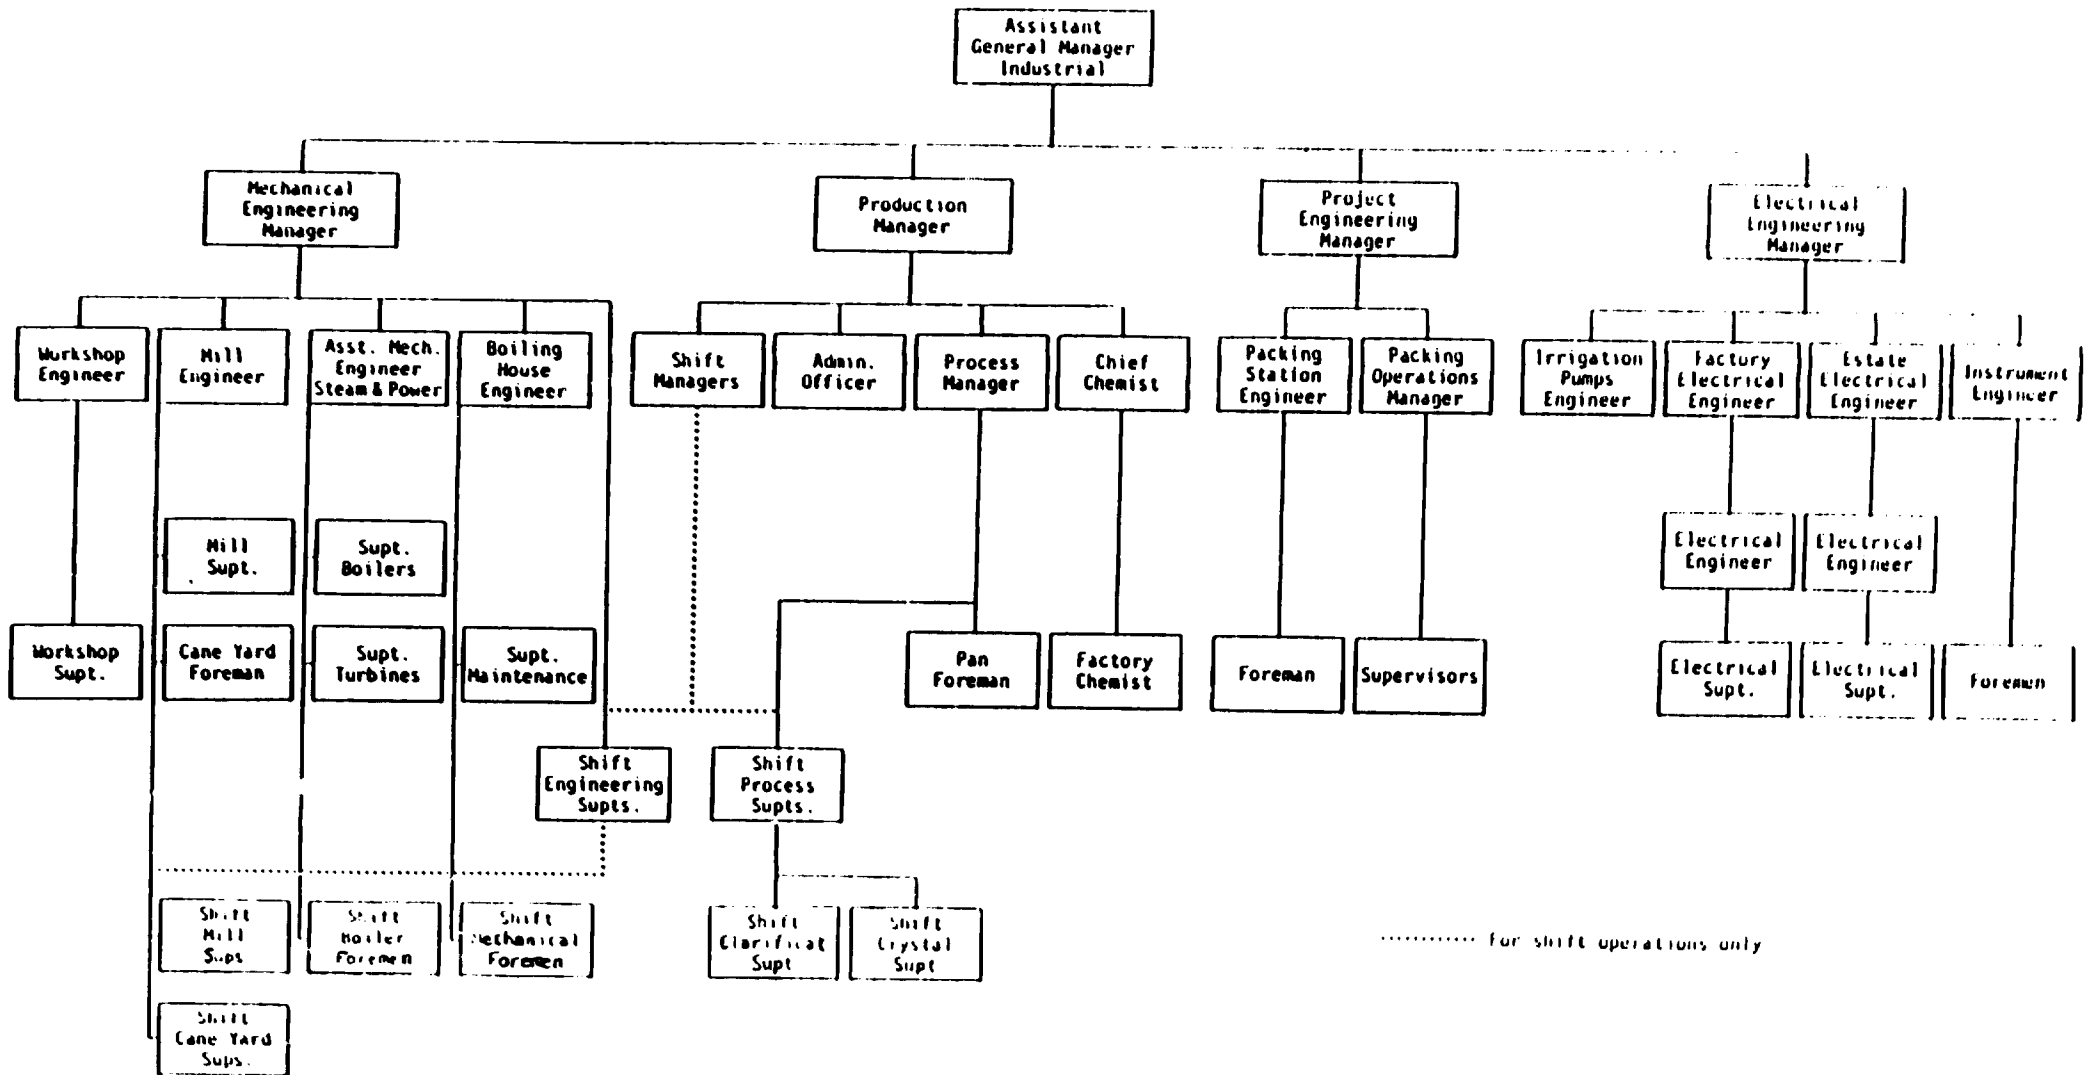 Assistant
General Manager
Industrial
Mechanical
Engineering
Manager
Production
Manager
Project
Engineering
Manager
Electrical
Engineering
Manager
Workshop
Engineer
Mill
Engineer
Asst. Mech.
Engineer
Steam & Power
Boiling
House
Engineer
Shift
Managers
Admin.
Officer
Process
Manager
Chief
Chemist
Packing
Station
Engineer
Packing
Operations
Manager
Irrigation
Pumps
Engineer
Factory
Electrical
Engineer
Estate
Electrical
Engineer
Instrument
Engineer
Mill
Supt.
Supt.
Boilers
Electrical
Engineer
Electrical
Engineer
Workshop
Supt.
Cane Yard
Foreman
Supt.
Turbines
Supt.
Maintenance
Pan
Foreman
Factory
Chemist
Foreman
Supervisors
Electrical
Supt.
Electrical
Supt.
Foremen
Shift
Engineering
Supts.
Shift
Process
Supts.
Shift
Mill
Sups
Shift
Boiler
Foremen
Shift
Mechanical
Foremen
Shift
Clarificat
Supt
Shift
Crystal
Supt
............ for shift operations only
Shift
Cane Yard
Sups.